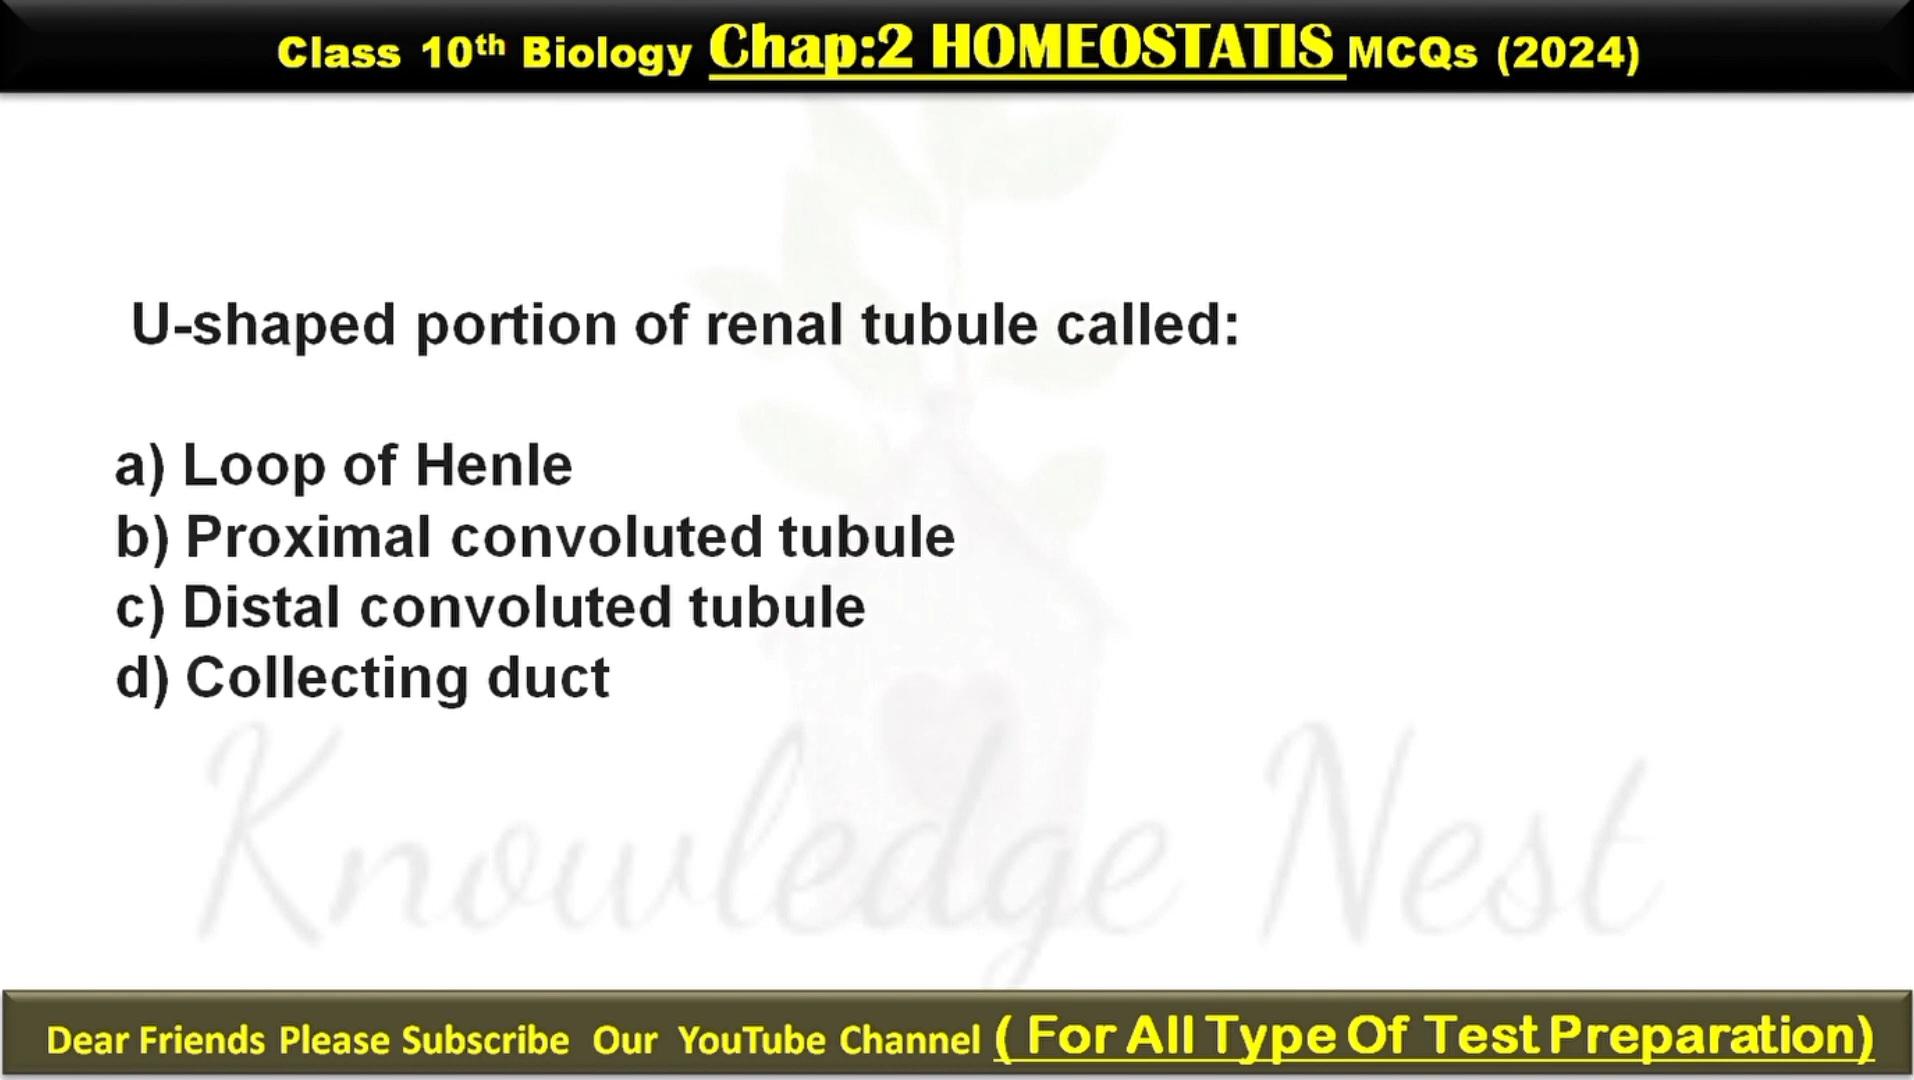 Class 10th Biology Chap:2 HOMEOSTATIS MCQs (2024)
U-shaped portion of renal tubule called:
a) Loop of Henle
b) Proximal convoluted tubule
c) Distal convoluted tubule
d) Collecting duct
Knowledge Nest
Dear Friends Please Subscribe Our YouTube Channel ( For All Type Of Test Preparation)